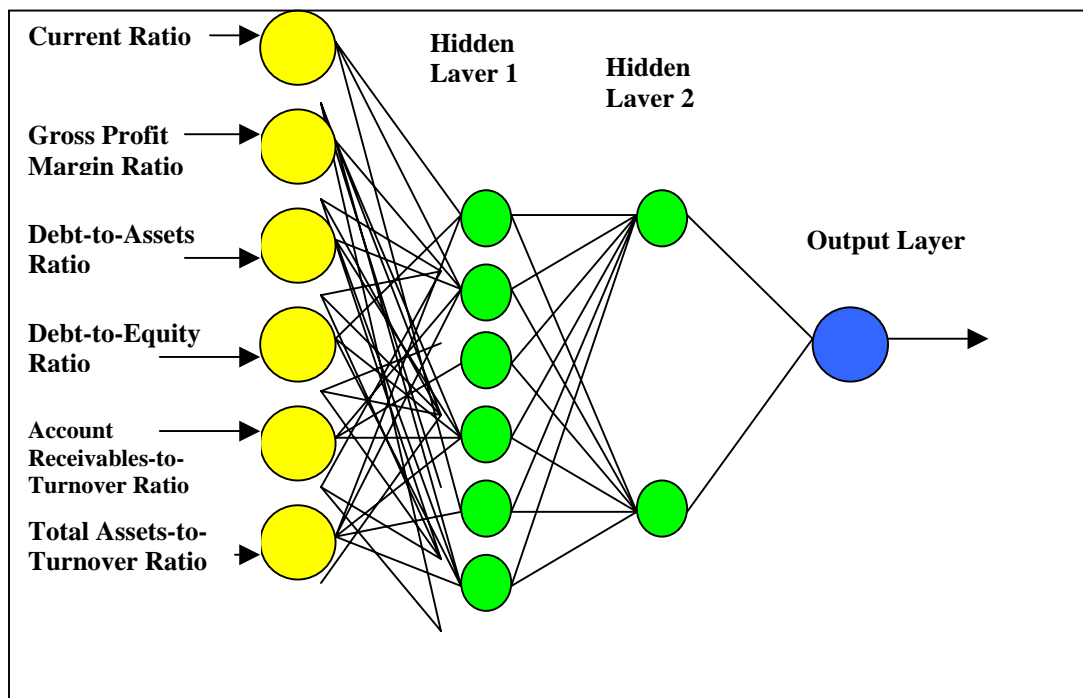 Current Ratio
Hidden
Layer 1
Hidden
Layer 2
Gross Profit
Margin Ratio
Debt-to-Assets
Ratio
Output Layer
Debt-to-Equity
Ratio
Account
Receivables-to-
Turnover Ratio
Total Assets-to-
Turnover Ratio